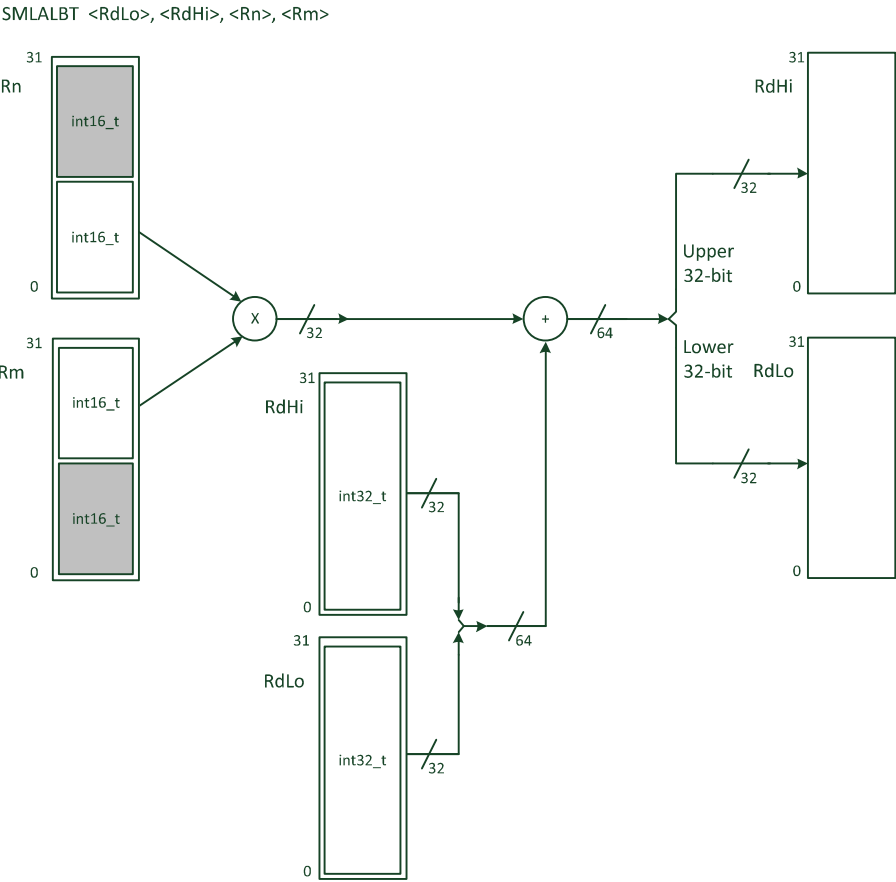 SMLALBT <RdLo>, <RdHi>, <Rn>, <Rm>
31
Rn
int16_t
int16_t
0
31
Rm
int16_t
int16_t
0
X
32
+
64
31
RdHi
int32_t
32
0
64
31
RdLo
int32_t
32
0
Upper
32-bit
Lower
32-bit
31
RdHi
32
0
31
RdLo
32
0